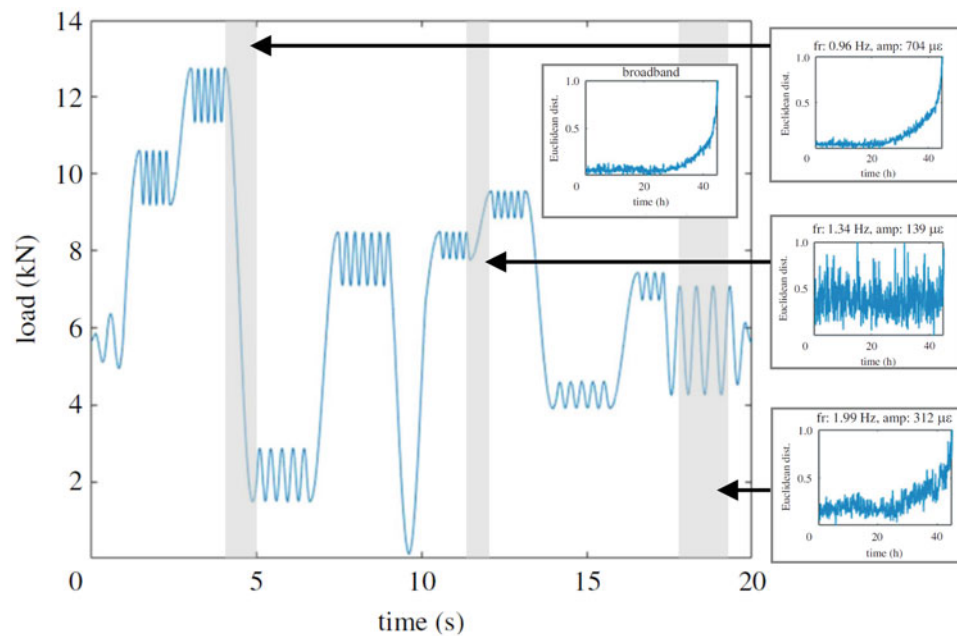 14
12
10
8
6
4
2
0
5
10
15
20
load (kN)
time (s)
broadband
1.0
0.5
0
20
40
Euclidean dist.
time (h)
fr: 0.96 Hz, amp: 704 με
1.0
0.5
0
20
40
Euclidean dist.
time (h)
fr: 1.34 Hz, amp: 139 με
1.0
0.5
0
20
40
Euclidean dist.
time (h)
fr: 1.99 Hz, amp: 312 με
1.0
0.5
0
20
40
Euclidean dist.
time (h)